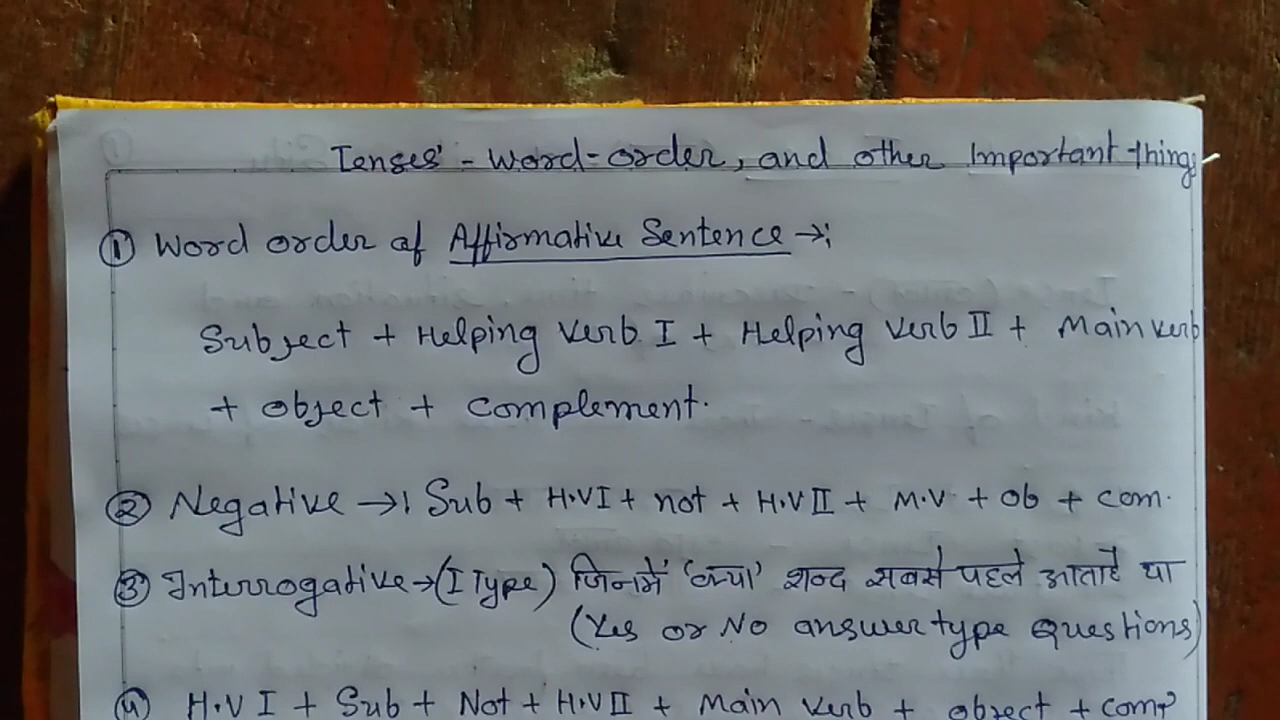 Tenses' - Word-order, and other Important things
① Word order of Affirmative Sentence →;
Subject + Helping verb I + Helping verb II + Main verb
+ object + complement.
② Negative →; Sub + H.V I + not + H.V II + M.V. + Ob + com.
③ Interrogative → (I Type) जिनमें 'क्या' शब्द सबसे पहले आता है या
(Yes or No answer type questions)
④ H.V I + Sub + Not + H.V II + Main verb + object + com?